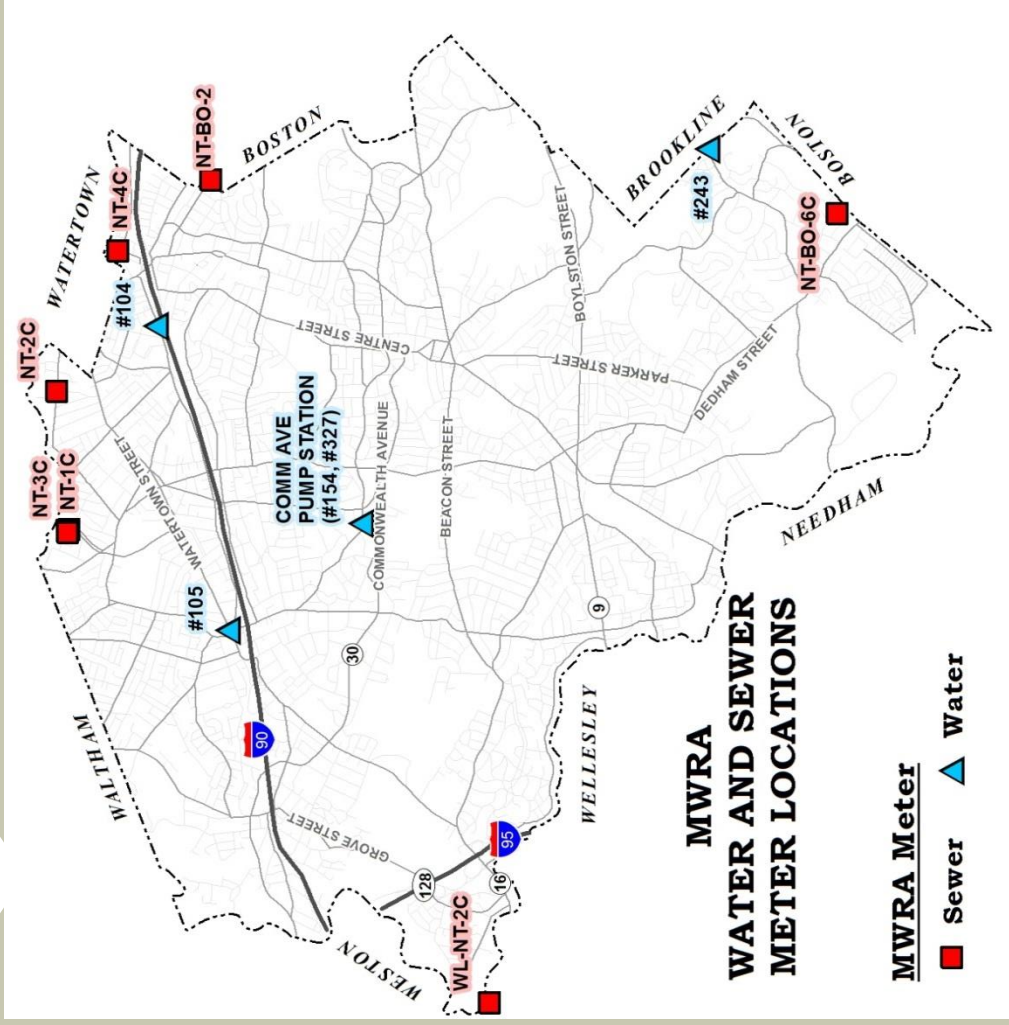 WATERTOWN
NT-2C
NT-3C
NT-1C
NT-4C
#104
NT-BO-2
BOSTON
WALTHAM
WATERTOWN STREET
#105
90
COMM AVE
PUMP STATION
(#154, #327)
COMMONWEALTH AVENUE
CENTRE STREET
30
BEACON STREET
GROVE STREET
WESTON
128
16
95
WL-NT-2C
WELLESLEY
9
BOYLSTON STREET
PARKER STREET
DEDHAM STREET
BROOKLINE
#243
BOSTON
NT-BO-6C
NEEDHAM
MWRA
WATER AND SEWER
METER LOCATIONS
MWRA Meter
Sewer
Water